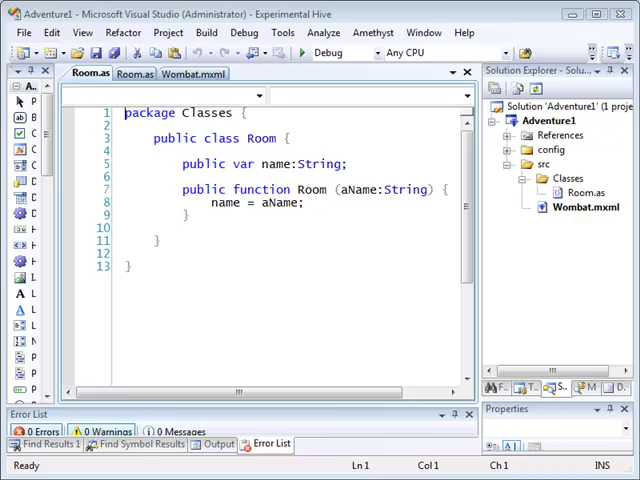 Adventure1 - Microsoft Visual Studio (Administrator) - Experimental Hive
File Edit View Refactor Project Build Debug Tools Analyze Amethyst Window Help
Debug Any CPU
Room.as Room.as Wombat.mxml
1 package Classes {
2
3 public class Room {
4
5 public var name:String;
6
7 public function Room (aName:String) {
8 name = aName;
9 }
10
11 }
12
13 }
Solution Explorer - Solution 'Adv...
Solution 'Adventure1' (1 proje
Adventure1
References
config
src
Classes
Room.as
Wombat.mxml
F.. T.. S.. M D..
Properties
Error List
0 Errors 0 Warnings 0 Messages
Find Results 1 Find Symbol Results Output Error List
Ready Ln 1 Col 1 Ch 1 INS